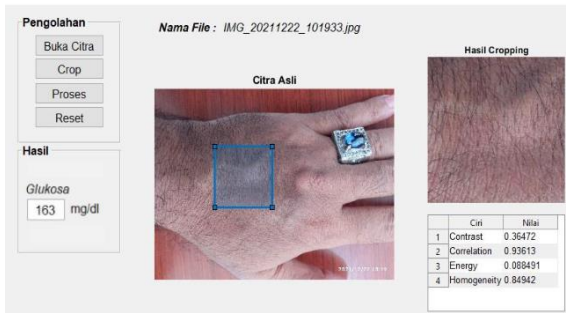 Pengolahan
Buka Citra
Crop
Proses
Reset
Hasil
Glukosa
163 mg/dl
Nama File : IMG_20211222_101933.jpg
Citra Asli
Hasil Cropping
Ciri Nilai
1 Contrast 0.36472
2 Correlation 0.93613
3 Energy 0.088491
4 Homogeneity 0.84942